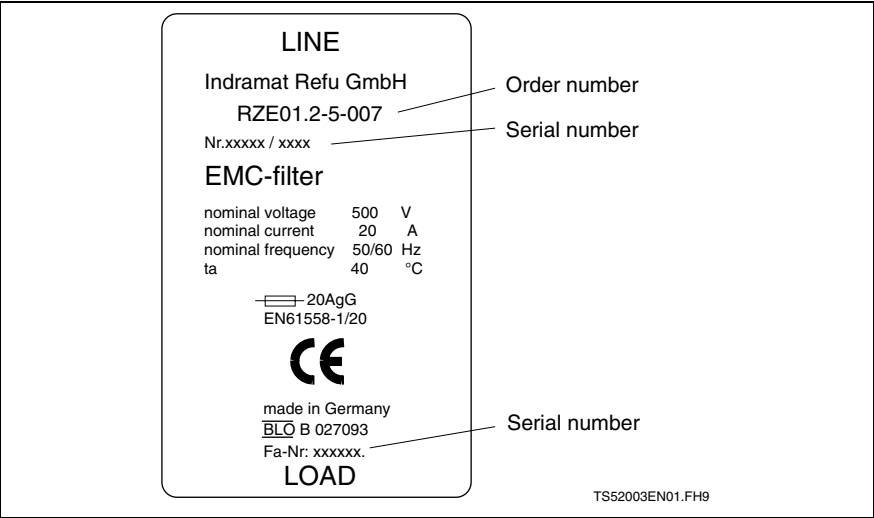 LINE
Indramat Refu GmbH
RZE01.2-5-007
Order number
Nr.xxxxx / xxxx
Serial number
EMC-filter
nominal voltage 500 V
nominal current 20 A
nominal frequency 50/60 Hz
ta 40 °C
20AgG
EN61558-1/20
CE
made in Germany
BLO B 027093
Fa-Nr: xxxxxx.
Serial number
LOAD
TS52003EN01.FH9